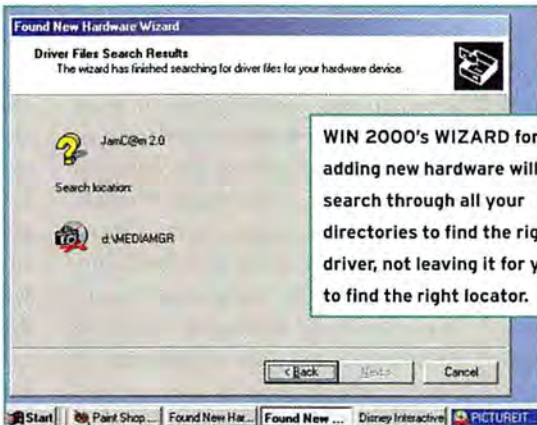 Found New Hardware Wizard
Driver Files Search Results
The wizard has finished searching for driver files for your hardware device.
JamC@m 2.0
Search location:
d:\MEDIAMGR
WIN 2000's WIZARD for
adding new hardware will
search through all your
directories to find the rig
driver, not leaving it for y
to find the right locator.
< Back
Next >
Cancel
Start
Paint Shop ...
Found New Har...
Found New ...
Disney Interactive
PICTUREIT